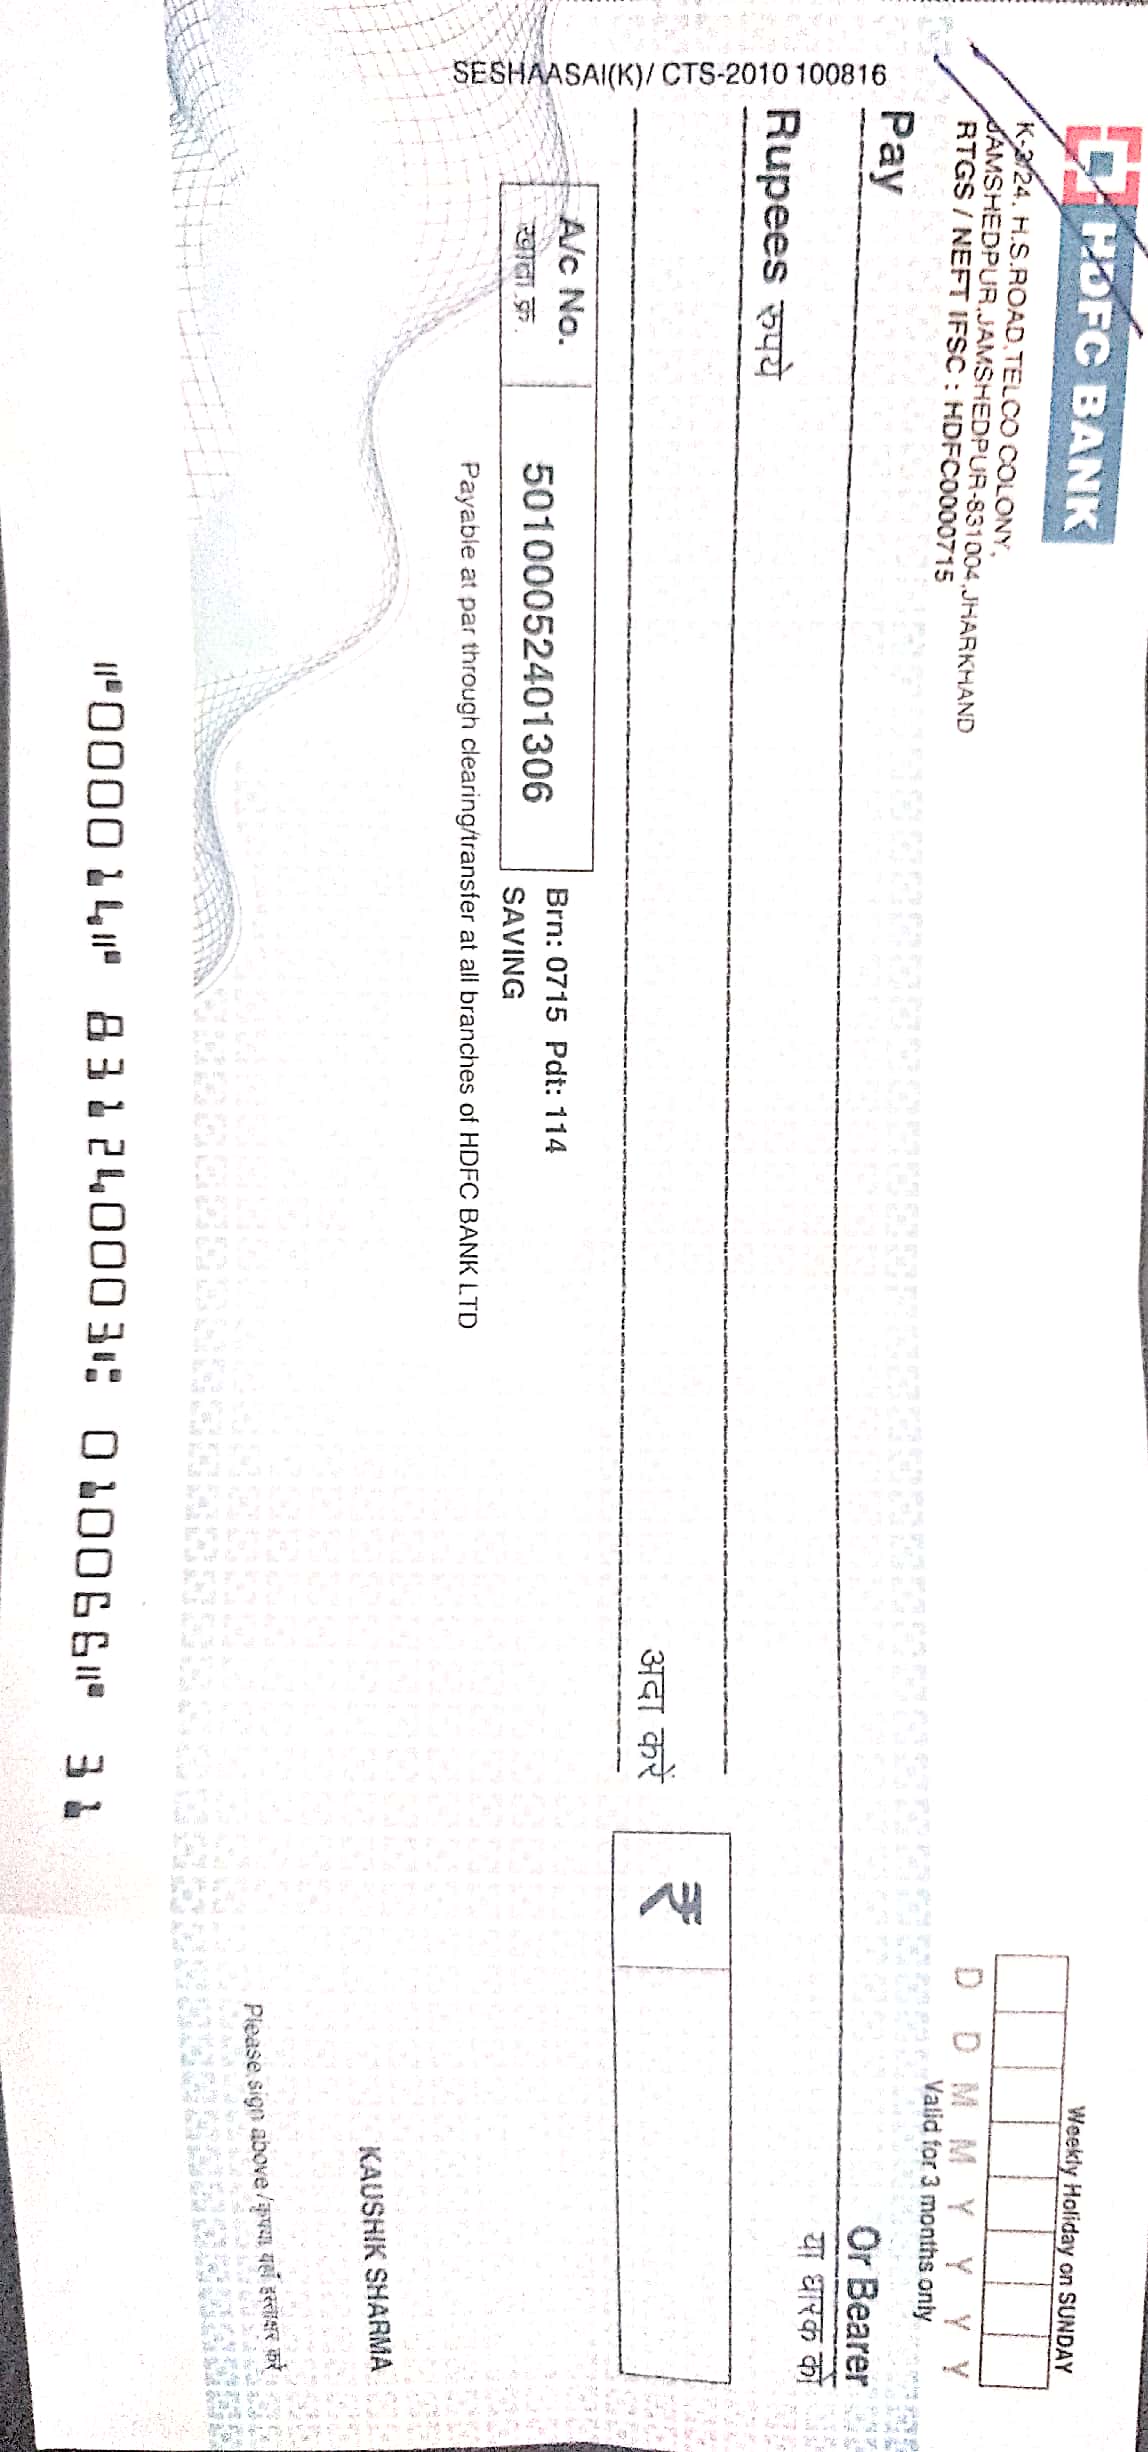 HDFC BANK
K-3/24, H.S.ROAD,TELCO COLONY,
JAMSHEDPUR,JAMSHEDPUR-831004,JHARKHAND
RTGS / NEFT IFSC : HDFC0000715
Weekly Holiday on SUNDAY
D D M M Y Y Y Y
Valid for 3 months only
Pay
Or Bearer
या धारक को
Rupees रुपये
अदा करें
₹
A/c No.
खाता क्र.
50100052401306
Brn: 0715 Pdt: 114
SAVING
Payable at par through clearing/transfer at all branches of HDFC BANK LTD
KAUSHIK SHARMA
Please sign above / कृपया यहाँ हस्ताक्षर करें
SESHAASAI(K)/ CTS-2010 100816
⑈000014⑈ 831240003⑆ 010066⑈ 31